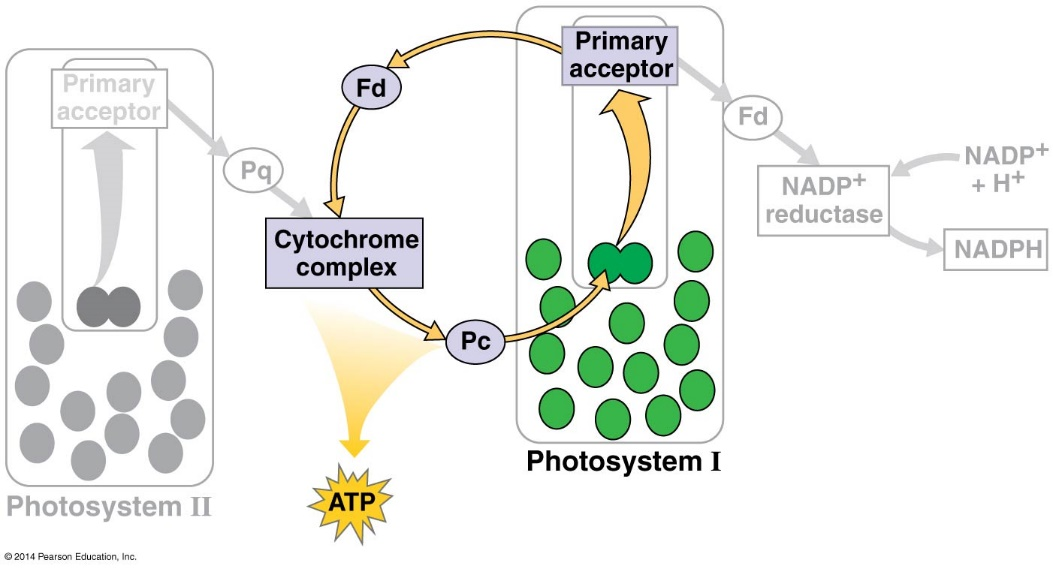 Primary
acceptor
Pq
Fd
Cytochrome
complex
Pc
ATP
Primary
acceptor
Fd
NADP+
reductase
NADP+
+ H+
NADPH
Photosystem II
Photosystem I
© 2014 Pearson Education, Inc.